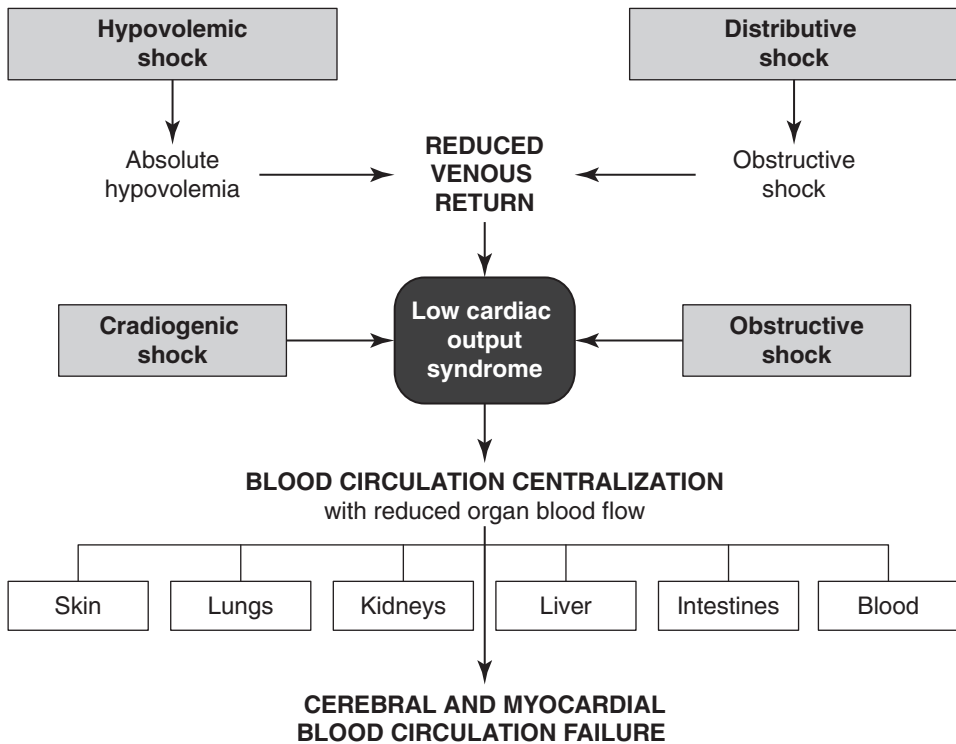 Hypovolemic
shock
Distributive
shock
Absolute
hypovolemia
REDUCED
VENOUS
RETURN
Obstructive
shock
Cradiogenic
shock
Low cardiac
output
syndrome
Obstructive
shock
BLOOD CIRCULATION CENTRALIZATION
with reduced organ blood flow
Skin
Lungs
Kidneys
Liver
Intestines
Blood
CEREBRAL AND MYOCARDIAL
BLOOD CIRCULATION FAILURE